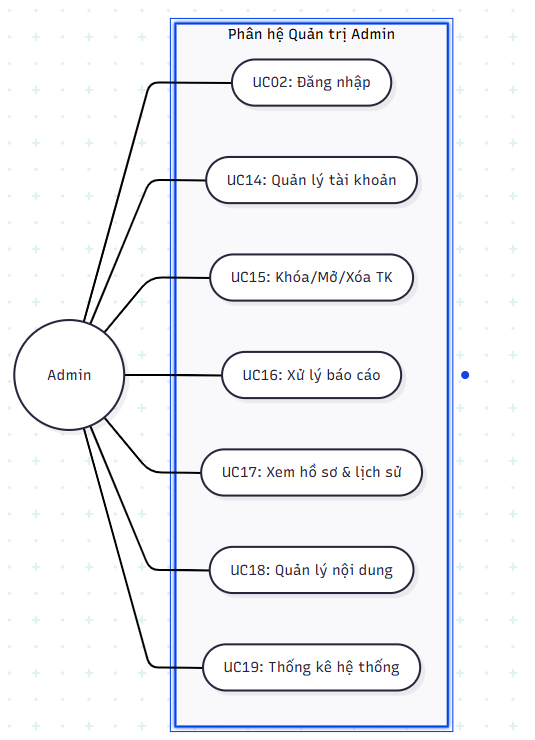 Phân hệ Quản trị Admin
UC02: Đăng nhập
UC14: Quản lý tài khoản
UC15: Khóa/Mở/Xóa TK
Admin
UC16: Xử lý báo cáo
UC17: Xem hồ sơ & lịch sử
UC18: Quản lý nội dung
UC19: Thống kê hệ thống